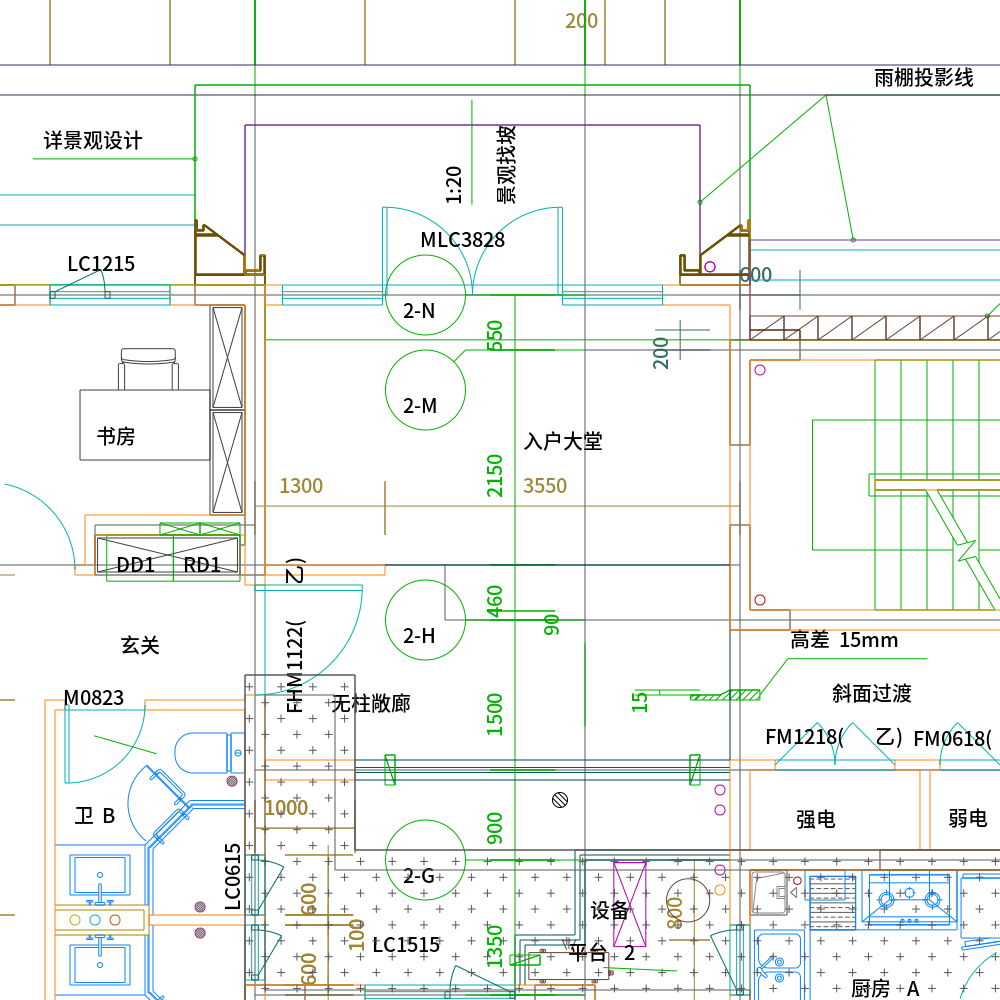 200
雨棚投影线
详景观设计
1:20
景观找坡
MLC3828
LC1215
600
2-N
550
200
2-M
书房
入户大堂
2150
1300
3550
DD1
RD1
FHM1122(乙)
460
90
2-H
玄关
高差 15mm
M0823
无柱敞廊
1500
15
斜面过渡
FM1218(乙)
FM0618(
卫 B
1000
900
强电
弱电
LC0615
2-G
600
100
设备
平台 2
800
LC1515
1350
600
厨房 A